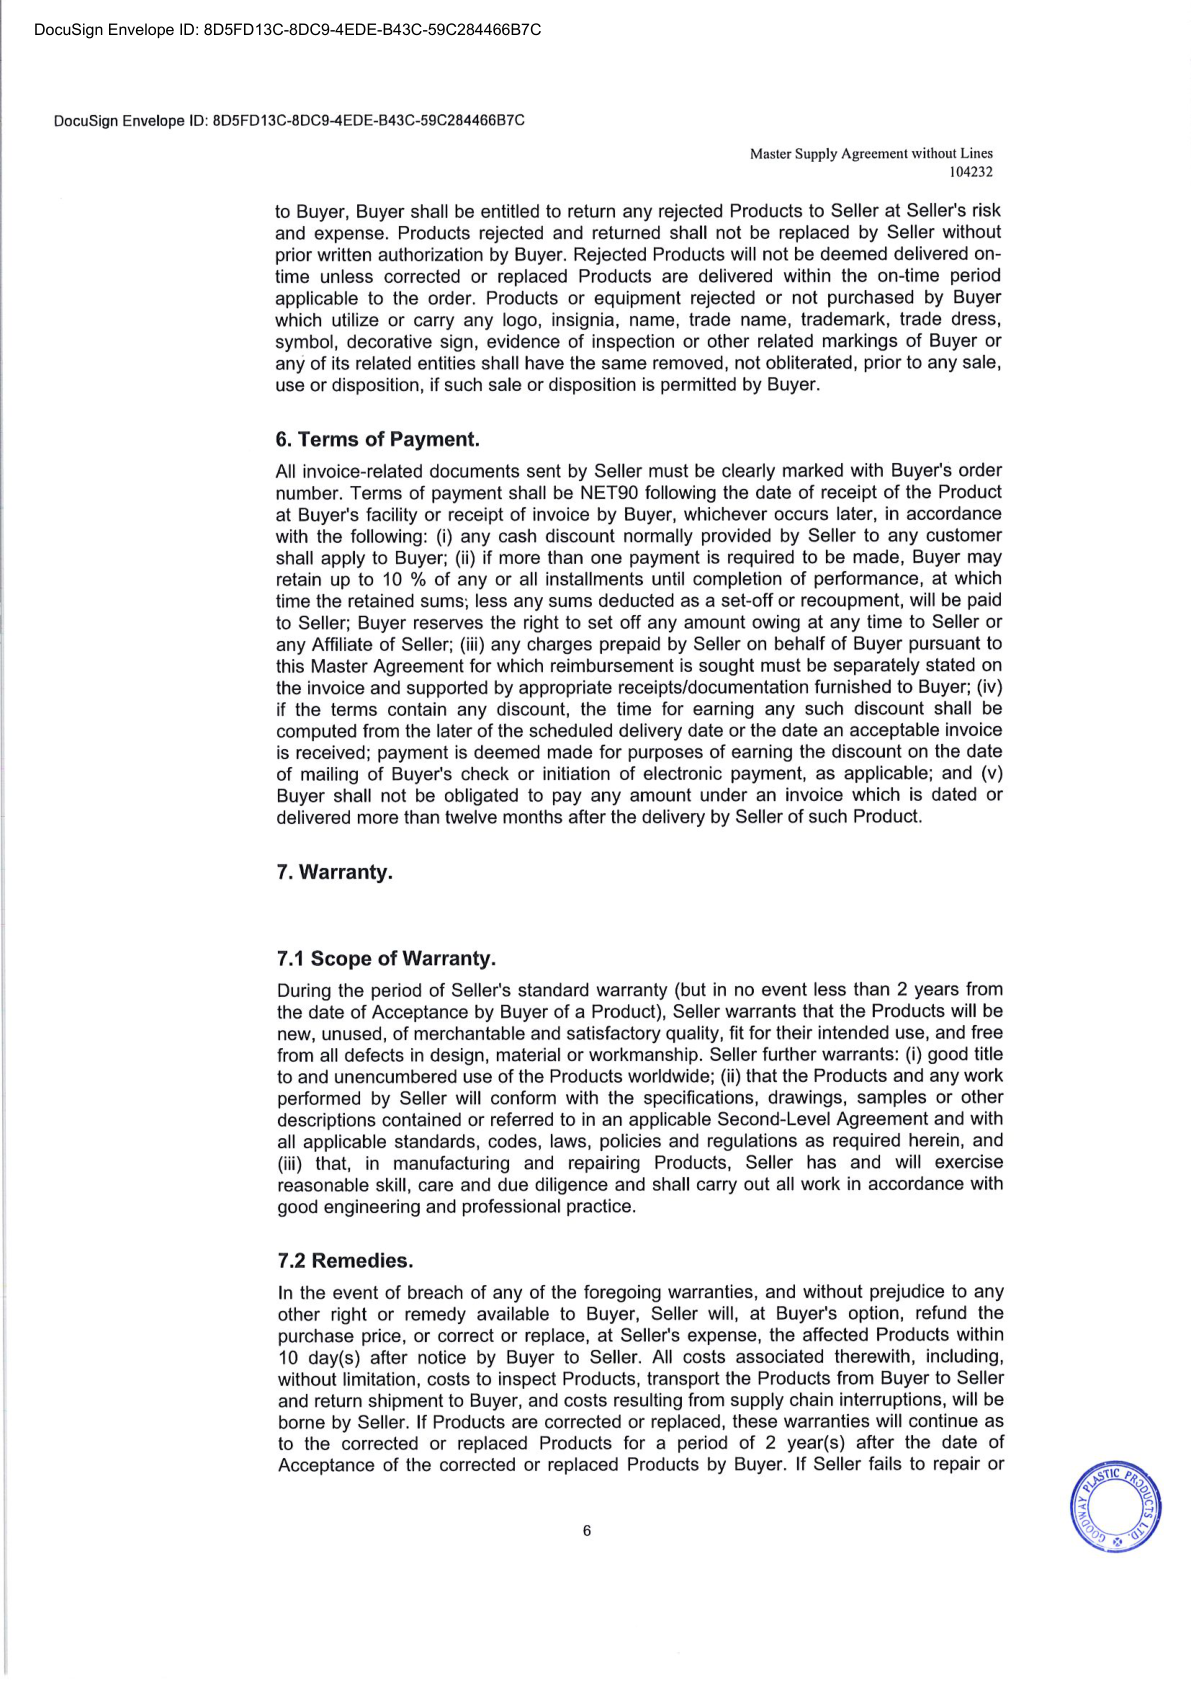 DocuSign Envelope ID: 8D5FD13C-8DC9-4EDE-B43C-59C284466B7C
DocuSign Envelope ID: 8D5FD13C-8DC9-4EDE-B43C-59C284466B7C
Master Supply Agreement without Lines
104232
to Buyer, Buyer shall be entitled to return any rejected Products to Seller at Seller's risk
and expense. Products rejected and returned shall not be replaced by Seller without
prior written authorization by Buyer. Rejected Products will not be deemed delivered on-
time unless corrected or replaced Products are delivered within the on-time period
applicable to the order. Products or equipment rejected or not purchased by Buyer
which utilize or carry any logo, insignia, name, trade name, trademark, trade dress,
symbol, decorative sign, evidence of inspection or other related markings of Buyer or
any of its related entities shall have the same removed, not obliterated, prior to any sale,
use or disposition, if such sale or disposition is permitted by Buyer.
6. Terms of Payment.
All invoice-related documents sent by Seller must be clearly marked with Buyer's order
number. Terms of payment shall be NET90 following the date of receipt of the Product
at Buyer's facility or receipt of invoice by Buyer, whichever occurs later, in accordance
with the following: (i) any cash discount normally provided by Seller to any customer
shall apply to Buyer; (ii) if more than one payment is required to be made, Buyer may
retain up to 10 % of any or all installments until completion of performance, at which
time the retained sums; less any sums deducted as a set-off or recoupment, will be paid
to Seller; Buyer reserves the right to set off any amount owing at any time to Seller or
any Affiliate of Seller; (iii) any charges prepaid by Seller on behalf of Buyer pursuant to
this Master Agreement for which reimbursement is sought must be separately stated on
the invoice and supported by appropriate receipts/documentation furnished to Buyer; (iv)
if the terms contain any discount, the time for earning any such discount shall be
computed from the later of the scheduled delivery date or the date an acceptable invoice
is received; payment is deemed made for purposes of earning the discount on the date
of mailing of Buyer's check or initiation of electronic payment, as applicable; and (v)
Buyer shall not be obligated to pay any amount under an invoice which is dated or
delivered more than twelve months after the delivery by Seller of such Product.
7. Warranty.
7.1 Scope of Warranty.
During the period of Seller's standard warranty (but in no event less than 2 years from
the date of Acceptance by Buyer of a Product), Seller warrants that the Products will be
new, unused, of merchantable and satisfactory quality, fit for their intended use, and free
from all defects in design, material or workmanship. Seller further warrants: (i) good title
to and unencumbered use of the Products worldwide; (ii) that the Products and any work
performed by Seller will conform with the specifications, drawings, samples or other
descriptions contained or referred to in an applicable Second-Level Agreement and with
all applicable standards, codes, laws, policies and regulations as required herein, and
(iii) that, in manufacturing and repairing Products, Seller has and will exercise
reasonable skill, care and due diligence and shall carry out all work in accordance with
good engineering and professional practice.
7.2 Remedies.
In the event of breach of any of the foregoing warranties, and without prejudice to any
other right or remedy available to Buyer, Seller will, at Buyer's option, refund the
purchase price, or correct or replace, at Seller's expense, the affected Products within
10 day(s) after notice by Buyer to Seller. All costs associated therewith, including,
without limitation, costs to inspect Products, transport the Products from Buyer to Seller
and return shipment to Buyer, and costs resulting from supply chain interruptions, will be
borne by Seller. If Products are corrected or replaced, these warranties will continue as
to the corrected or replaced Products for a period of 2 year(s) after the date of
Acceptance of the corrected or replaced Products by Buyer. If Seller fails to repair or
GOODWAY PLASTIC PRODUCTS LTD.
6